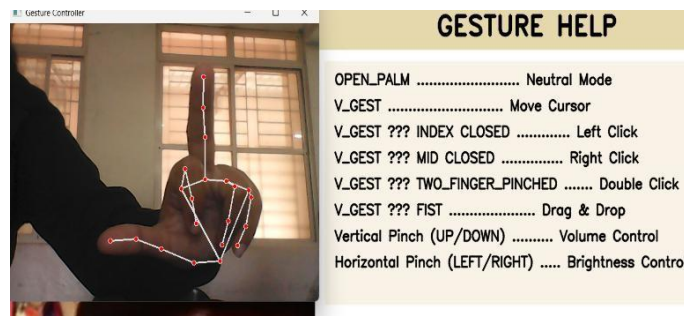 Gesture Controller
GESTURE HELP
OPEN_PALM .......................... Neutral Mode
V_GEST ............................. Move Cursor
V_GEST ??? INDEX CLOSED ............. Left Click
V_GEST ??? MID CLOSED ................ Right Click
V_GEST ??? TWO_FINGER_PINCHED ....... Double Click
V_GEST ??? FIST ...................... Drag & Drop
Vertical Pinch (UP/DOWN) .......... Volume Control
Horizontal Pinch (LEFT/RIGHT) ..... Brightness Contro